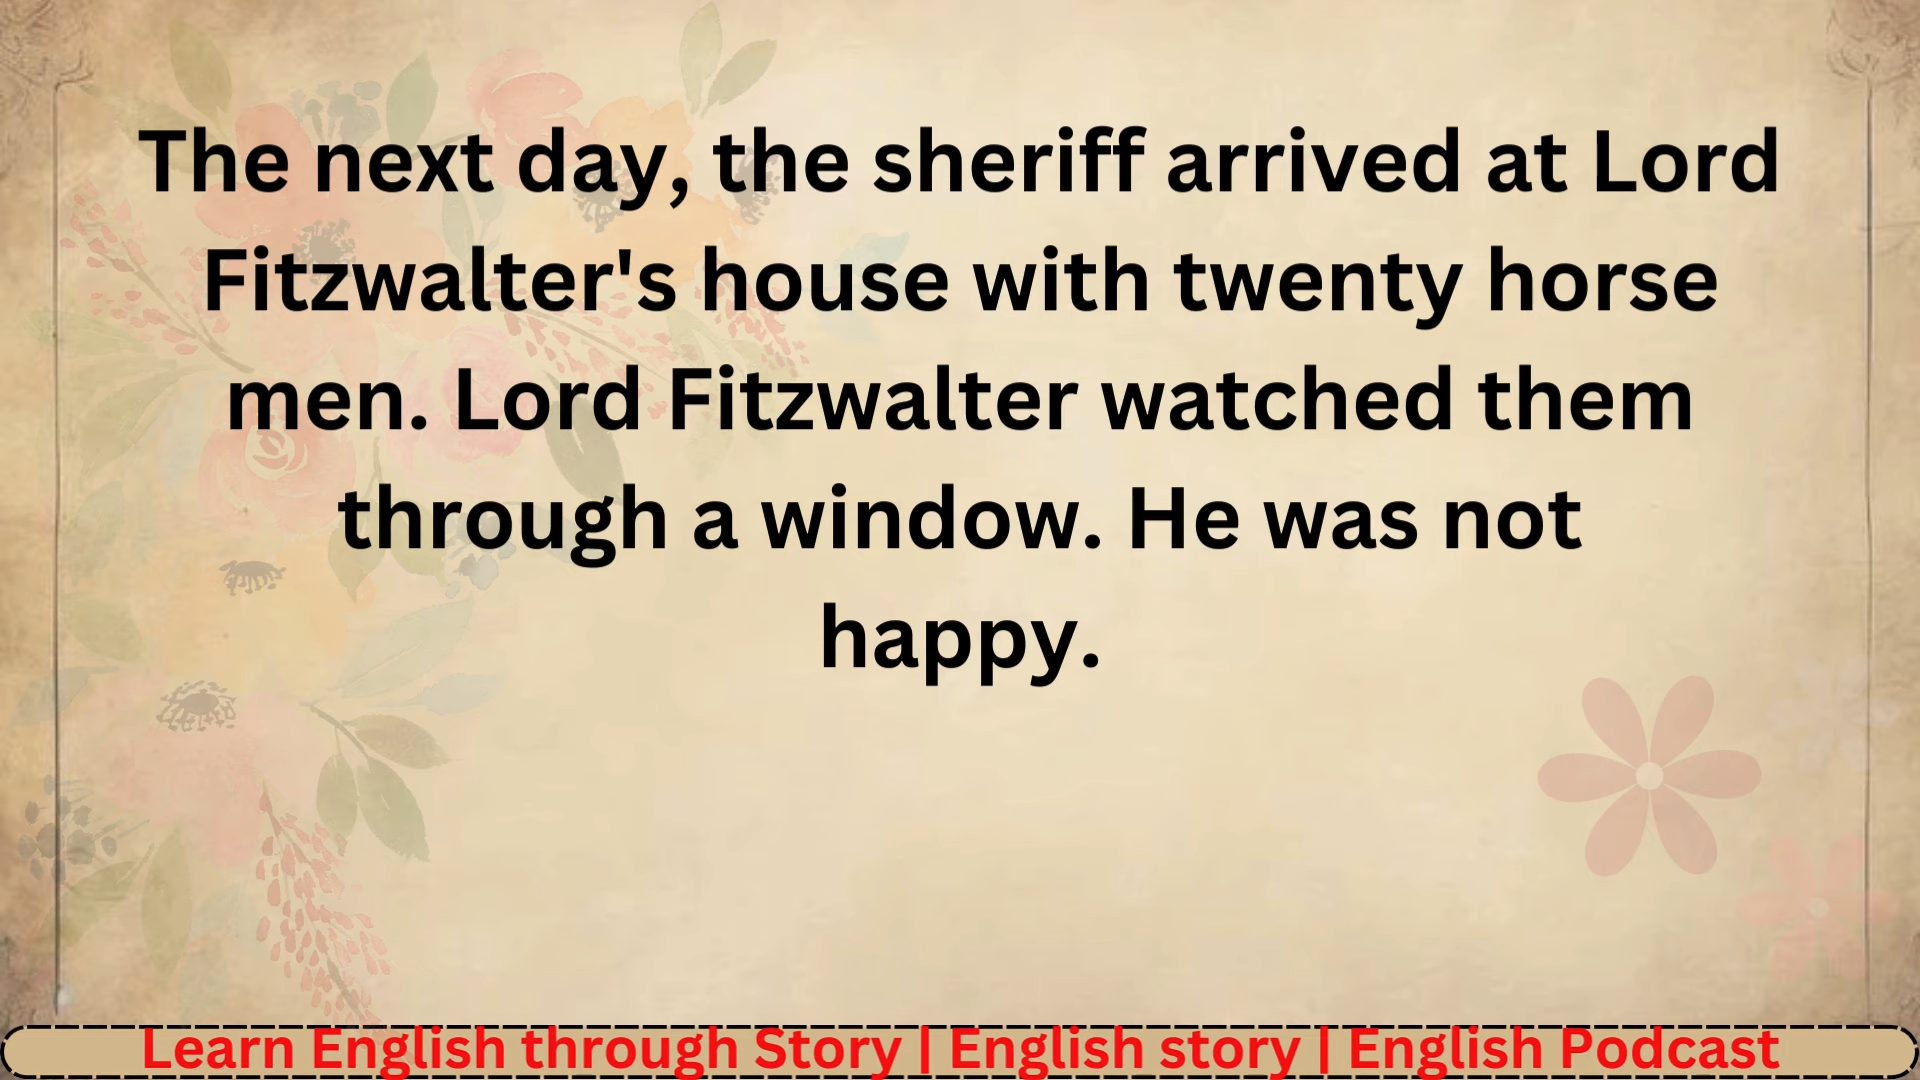 The next day, the sheriff arrived at Lord
Fitzwalter's house with twenty horse
men. Lord Fitzwalter watched them
through a window. He was not
happy.
Learn English through Story | English story | English Podcast